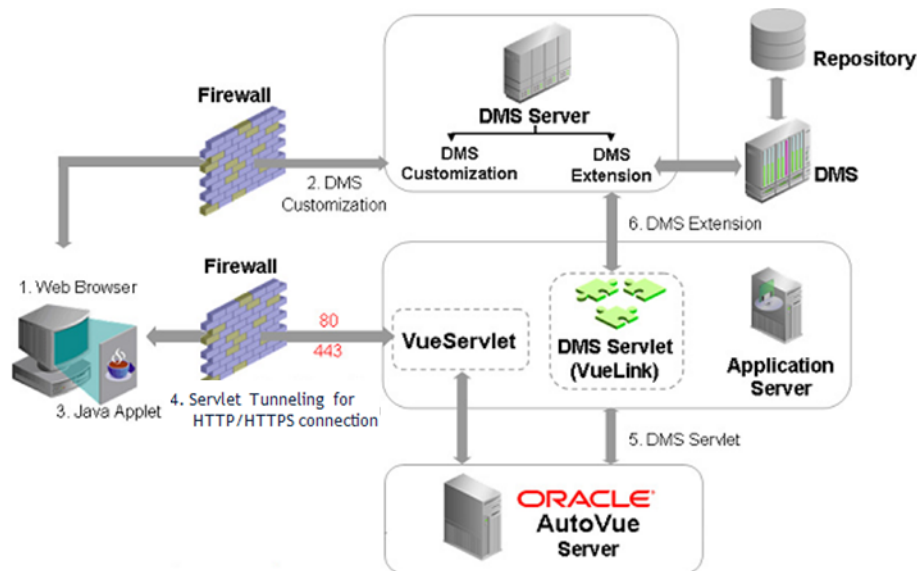 Repository
Firewall
DMS Server
DMS
Customization
DMS
Extension
DMS
2. DMS
Customization
6. DMS Extension
Firewall
1. Web Browser
80
443
VueServlet
DMS Servlet
(VueLink)
Application
Server
3. Java Applet
4. Servlet Tunneling for
HTTP/HTTPS connection
5. DMS Servlet
ORACLE®
AutoVue
Server